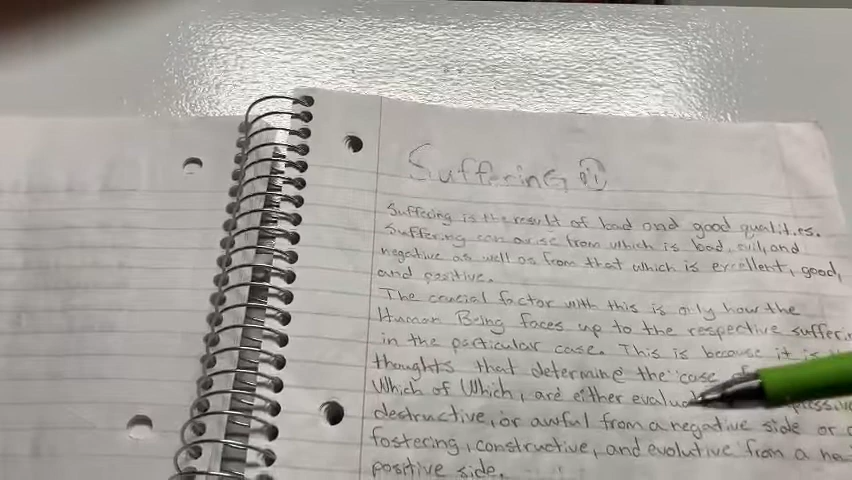 Suffering
Suffering is the result of bad and good qualities.
Suffering can arise from which is bad, evil, and
negative as well as from that which is excellent, good,
and positive.
The crucial factor with this is only how the
Human Being faces up to the respective
in the particular case. This is because it is
thoughts that determine the case
Which of Which, are either
destructive, or awful from a negative side or
fostering, constructive, and evolutive from a
positive side.